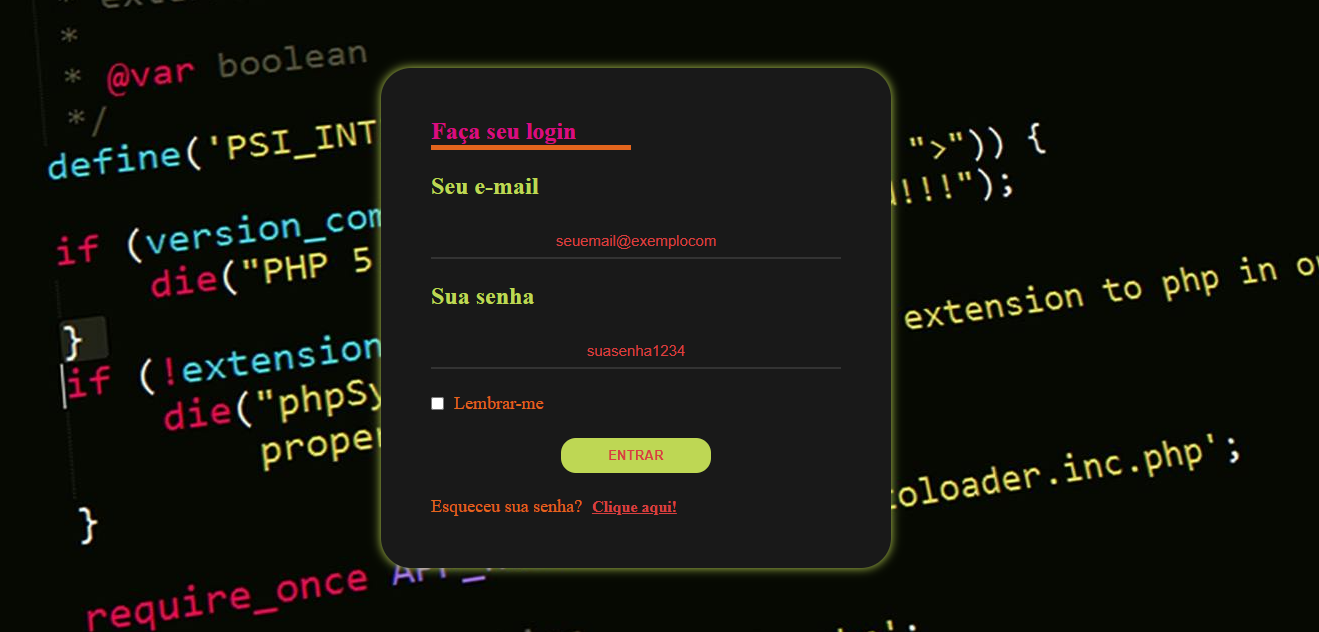 *
* @var boolean
*/
define('PSI_INT
">")) {
!!!");
if (version_com
die("PHP 5
extension to php in
}
if (!extension
die("phpSy
proper
oloader.inc.php';
}
require_once
Faça seu login
Seu e-mail
seuemail@exemplocom
Sua senha
suasenha1234
Lembrar-me
ENTRAR
Esqueceu sua senha? Clique aqui!